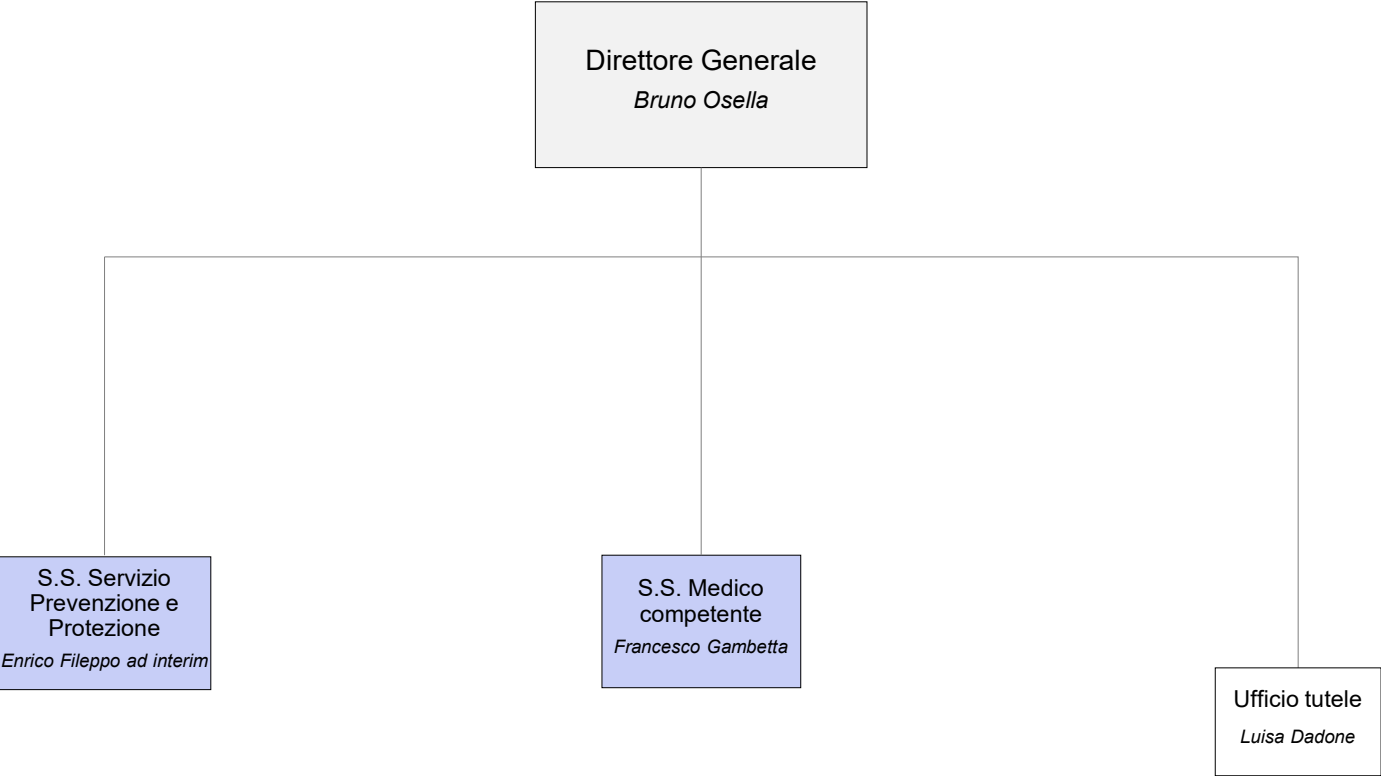 Direttore Generale
Bruno Osella
S.S. Servizio
Prevenzione e
Protezione
Enrico Fileppo ad interim
S.S. Medico
competente
Francesco Gambetta
Ufficio tutele
Luisa Dadone